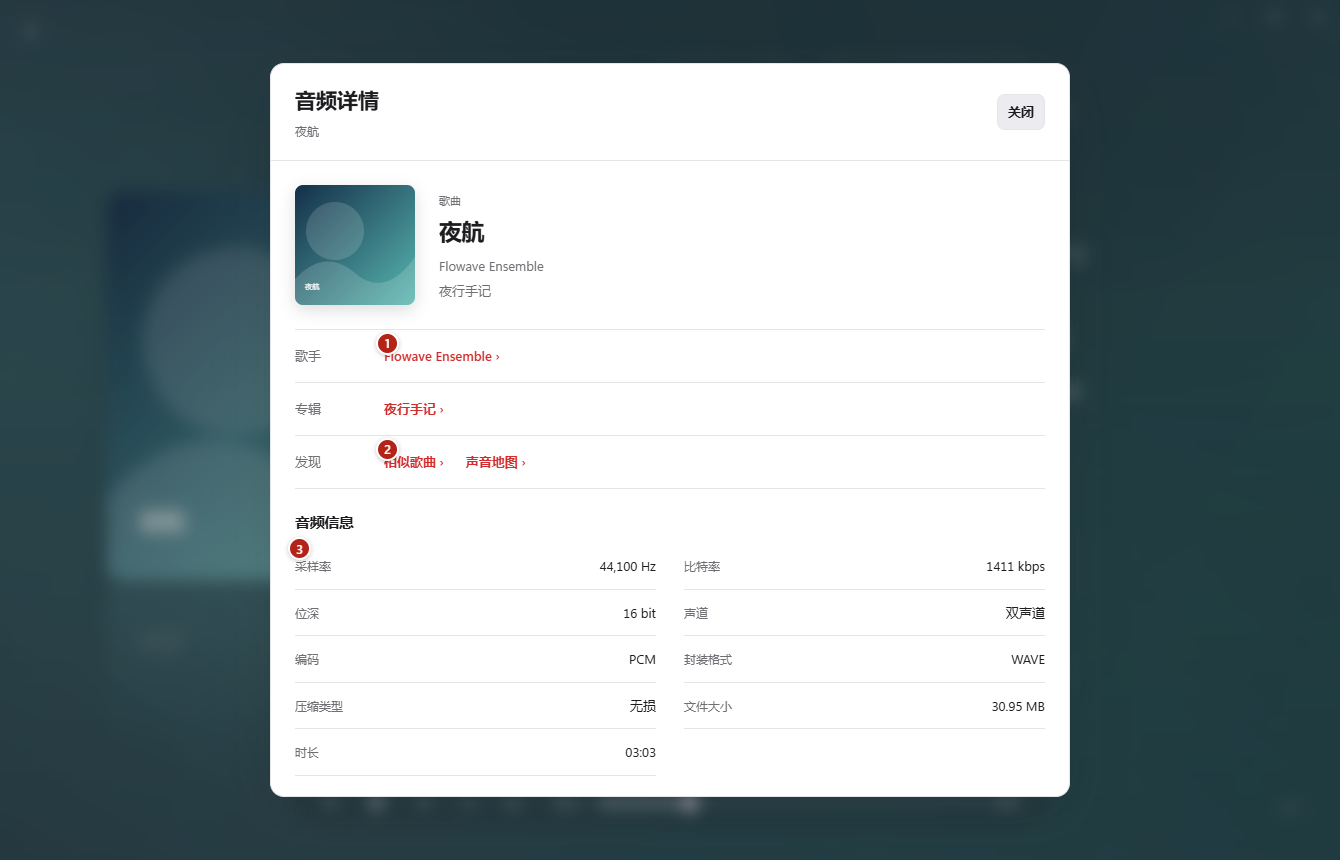 音频详情
夜航
关闭
夜航
歌曲
夜航
Flowave Ensemble
夜行手记
1
歌手 Flowave Ensemble ›
专辑 夜行手记 ›
2
发现 相似歌曲 › 声音地图 ›
音频信息
3
采样率 44,100 Hz 比特率 1411 kbps
位深 16 bit 声道 双声道
编码 PCM 封装格式 WAVE
压缩类型 无损 文件大小 30.95 MB
时长 03:03